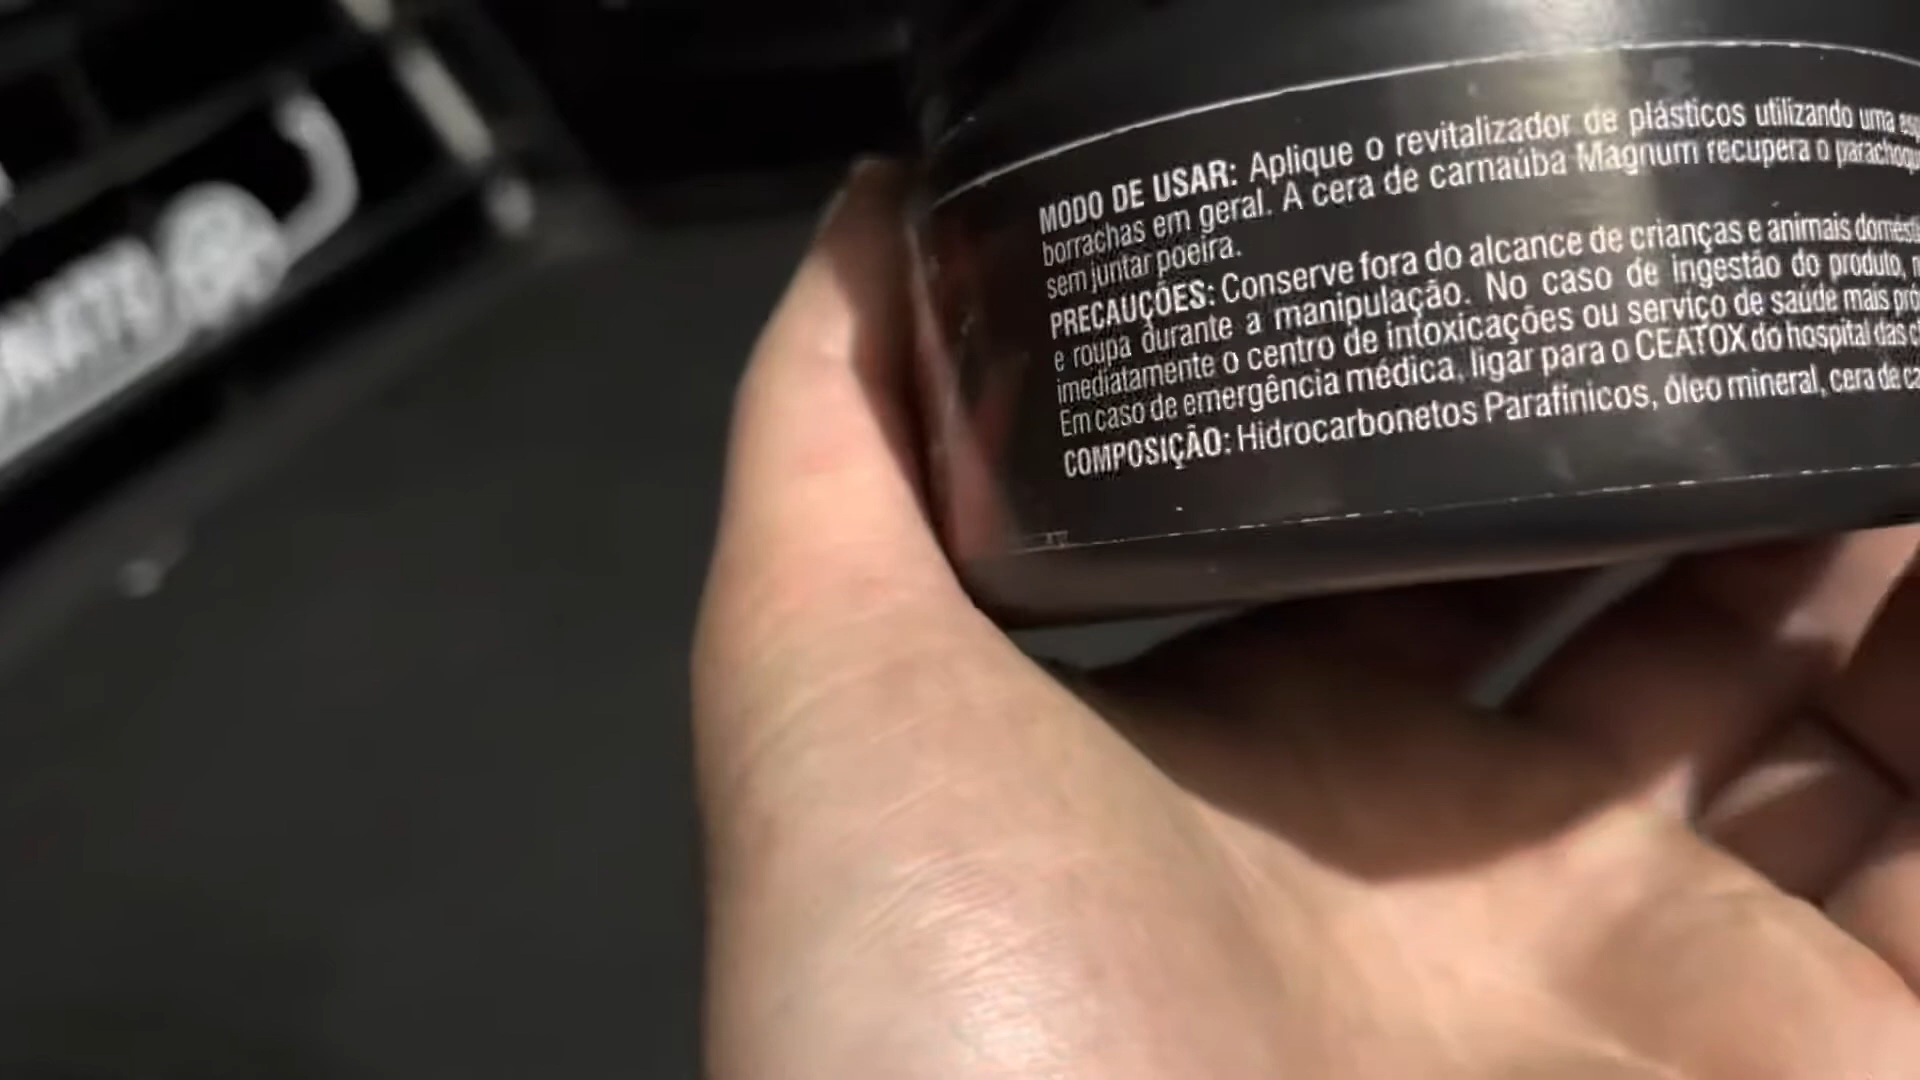 MODO DE USAR: Aplique o revitalizador de plásticos utilizando uma
borrachas em geral. A cera de carnaúba Magnum recupera o
sem juntar poeira.
PRECAUÇÕES: Conserve fora do alcance de crianças e animais
e roupa durante a manipulação. No caso de ingestão do produto,
imediatamente o centro de intoxicações ou serviço de saúde mais
Em caso de emergência médica, ligar para o CEATOX do hospital das
COMPOSIÇÃO: Hidrocarbonetos Parafínicos, óleo mineral, cera de